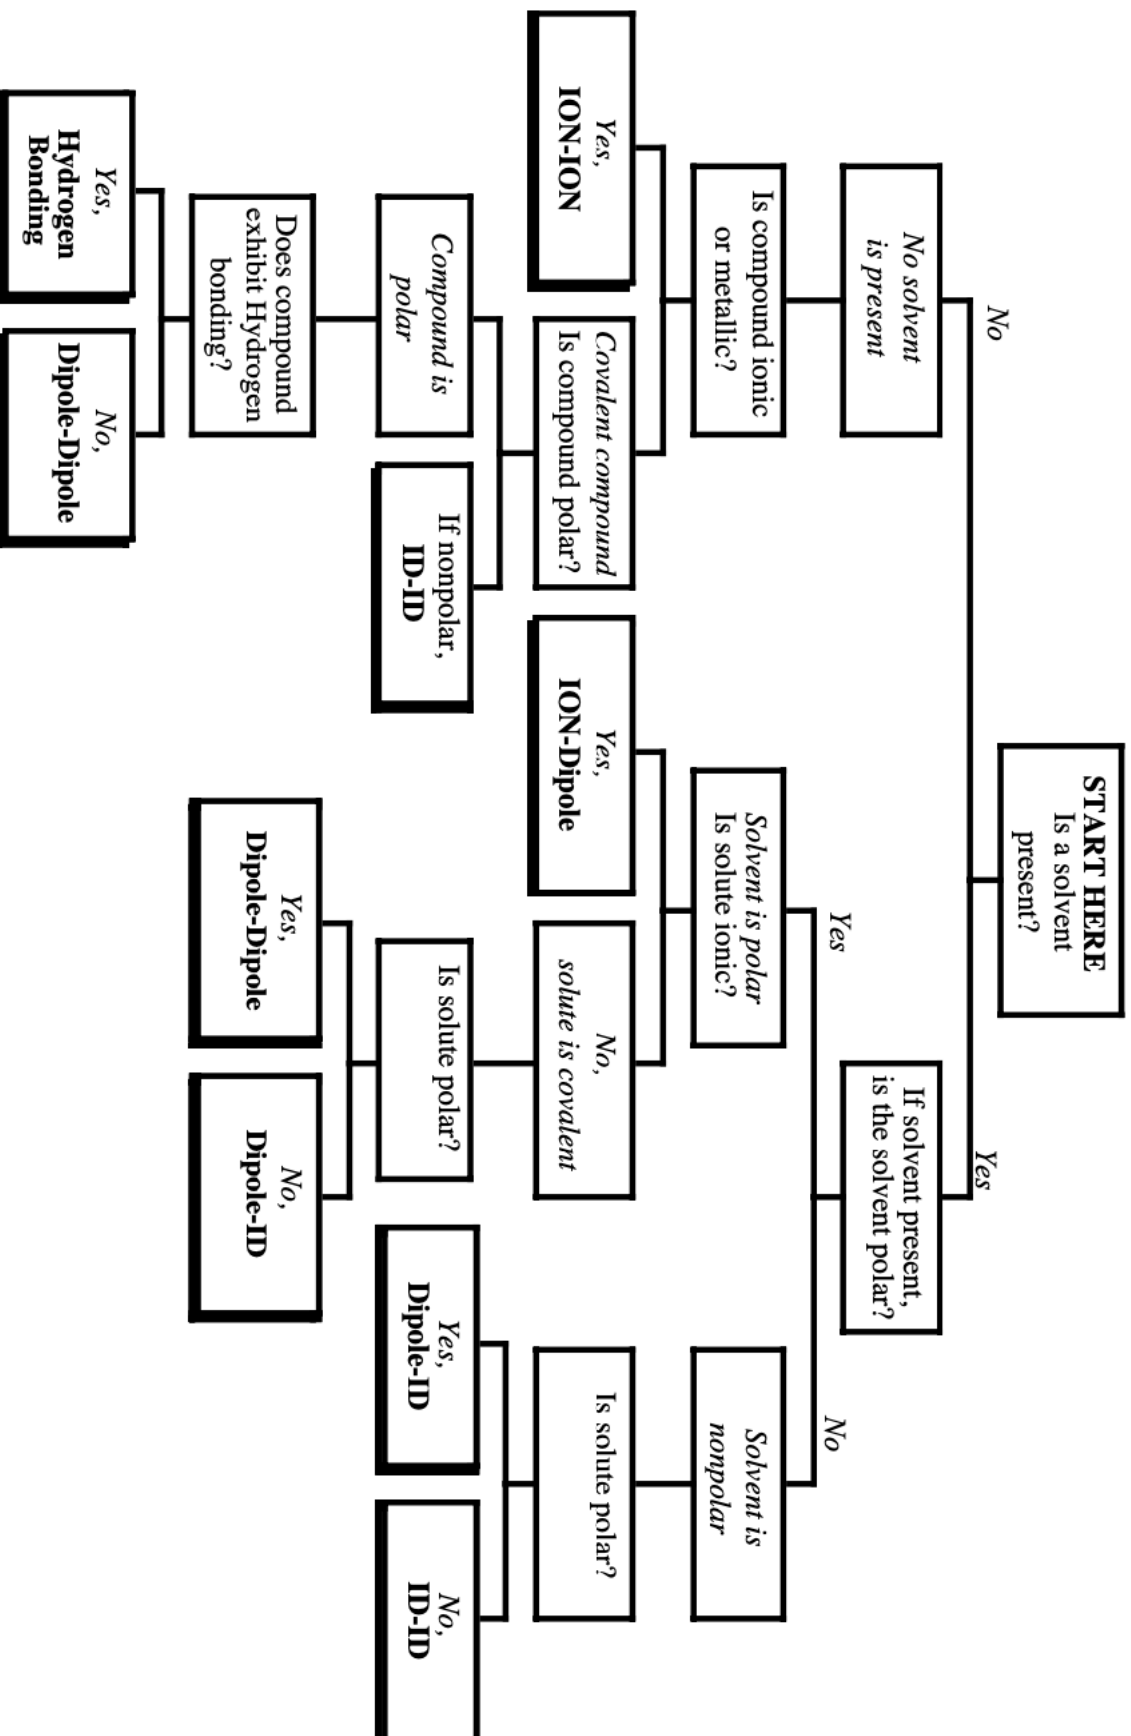 START HERE
Is a solvent
present?
No
Yes
No solvent
is present
If solvent present,
is the solvent polar?
Yes
No
Is compound ionic
or metallic?
Solvent is polar
Is solute ionic?
Solvent is
nonpolar
Yes,
ION-ION
Covalent compound
Is compound polar?
Yes,
ION-Dipole
No,
solute is covalent
Is solute polar?
Compound is
polar
If nonpolar,
ID-ID
Is solute polar?
Yes,
Dipole-ID
No,
ID-ID
Does compound
exhibit Hydrogen
bonding?
Yes,
Dipole-Dipole
No,
Dipole-ID
Yes,
Hydrogen
Bonding
No,
Dipole-Dipole